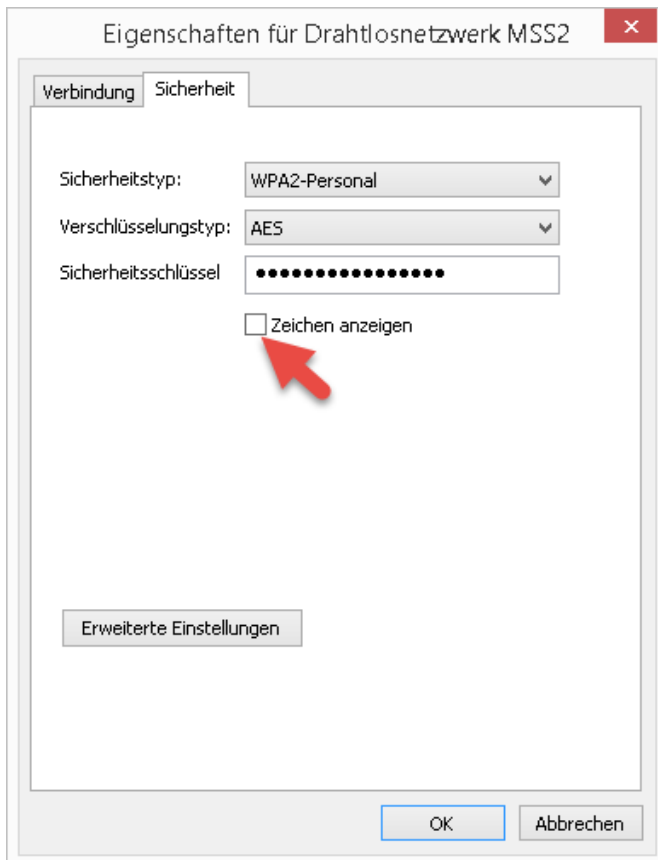 Eigenschaften für Drahtlosnetzwerk MSS2
Verbindung Sicherheit
Sicherheitstyp: WPA2-Personal
Verschlüsselungstyp: AES
Sicherheitsschlüssel ●●●●●●●●●●●●●●●●
Zeichen anzeigen
Erweiterte Einstellungen
OK Abbrechen